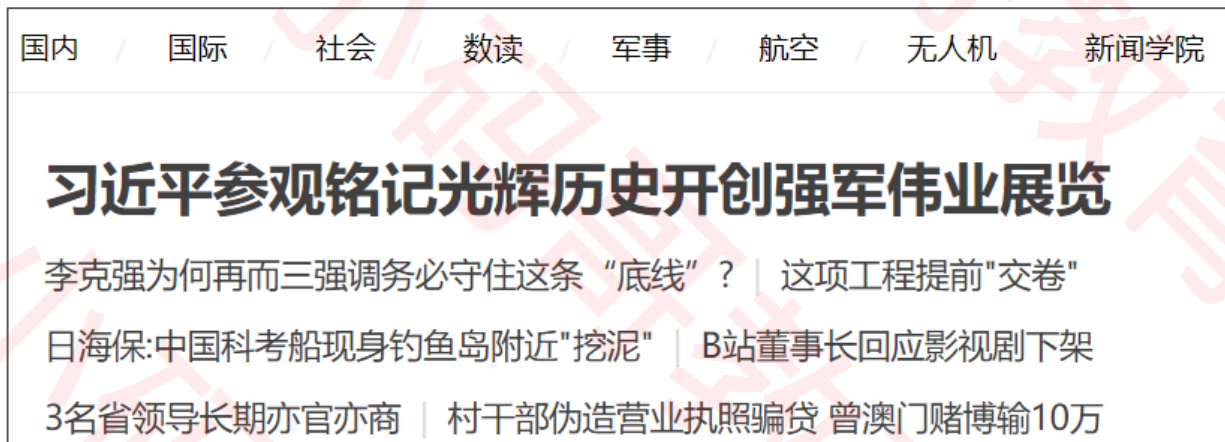 国内 / 国际 / 社会 / 数读 / 军事 / 航空 / 无人机 / 新闻学院
习近平参观铭记光辉历史开创强军伟业展览
李克强为何再而三强调务必守住这条“底线”？ | 这项工程提前"交卷"
日海保:中国科考船现身钓鱼岛附近"挖泥" | B站董事长回应影视剧下架
3名省领导长期亦官亦商 | 村干部伪造营业执照骗贷 曾澳门赌博输10万
小码哥教育